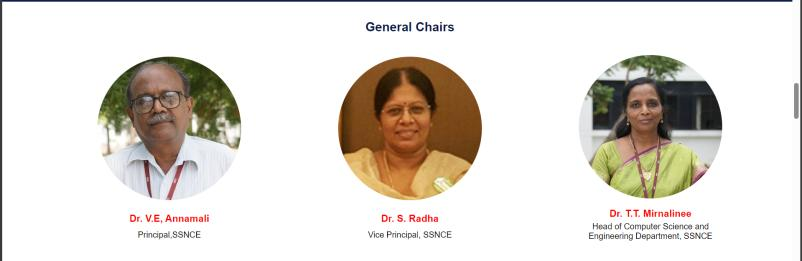 General Chairs
Dr. V.E, Annamali
Principal,SSNCE
Dr. S. Radha
Vice Principal, SSNCE
Dr. T.T. Mirnalinee
Head of Computer Science and
Engineering Department, SSNCE